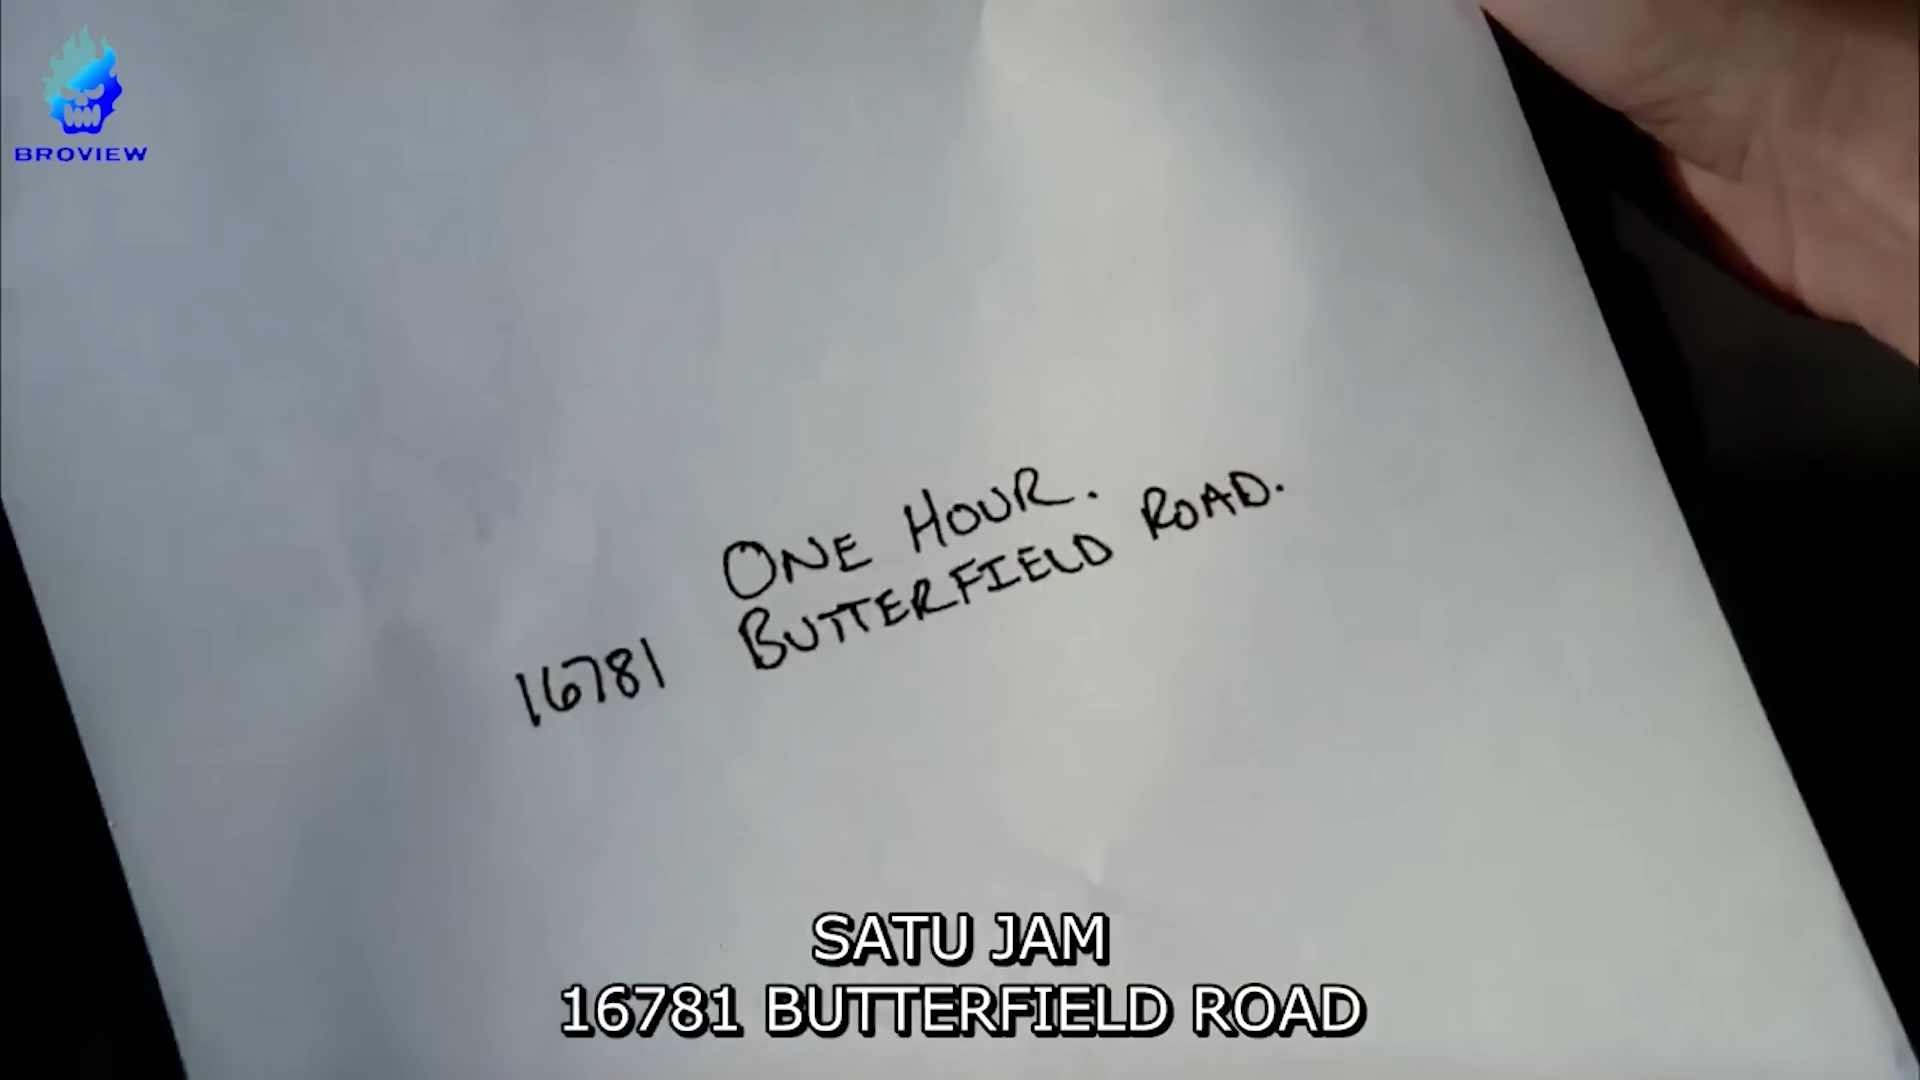 BROVIEW
ONE HOUR.
16781 BUTTERFIELD ROAD.
SATU JAM
16781 BUTTERFIELD ROAD